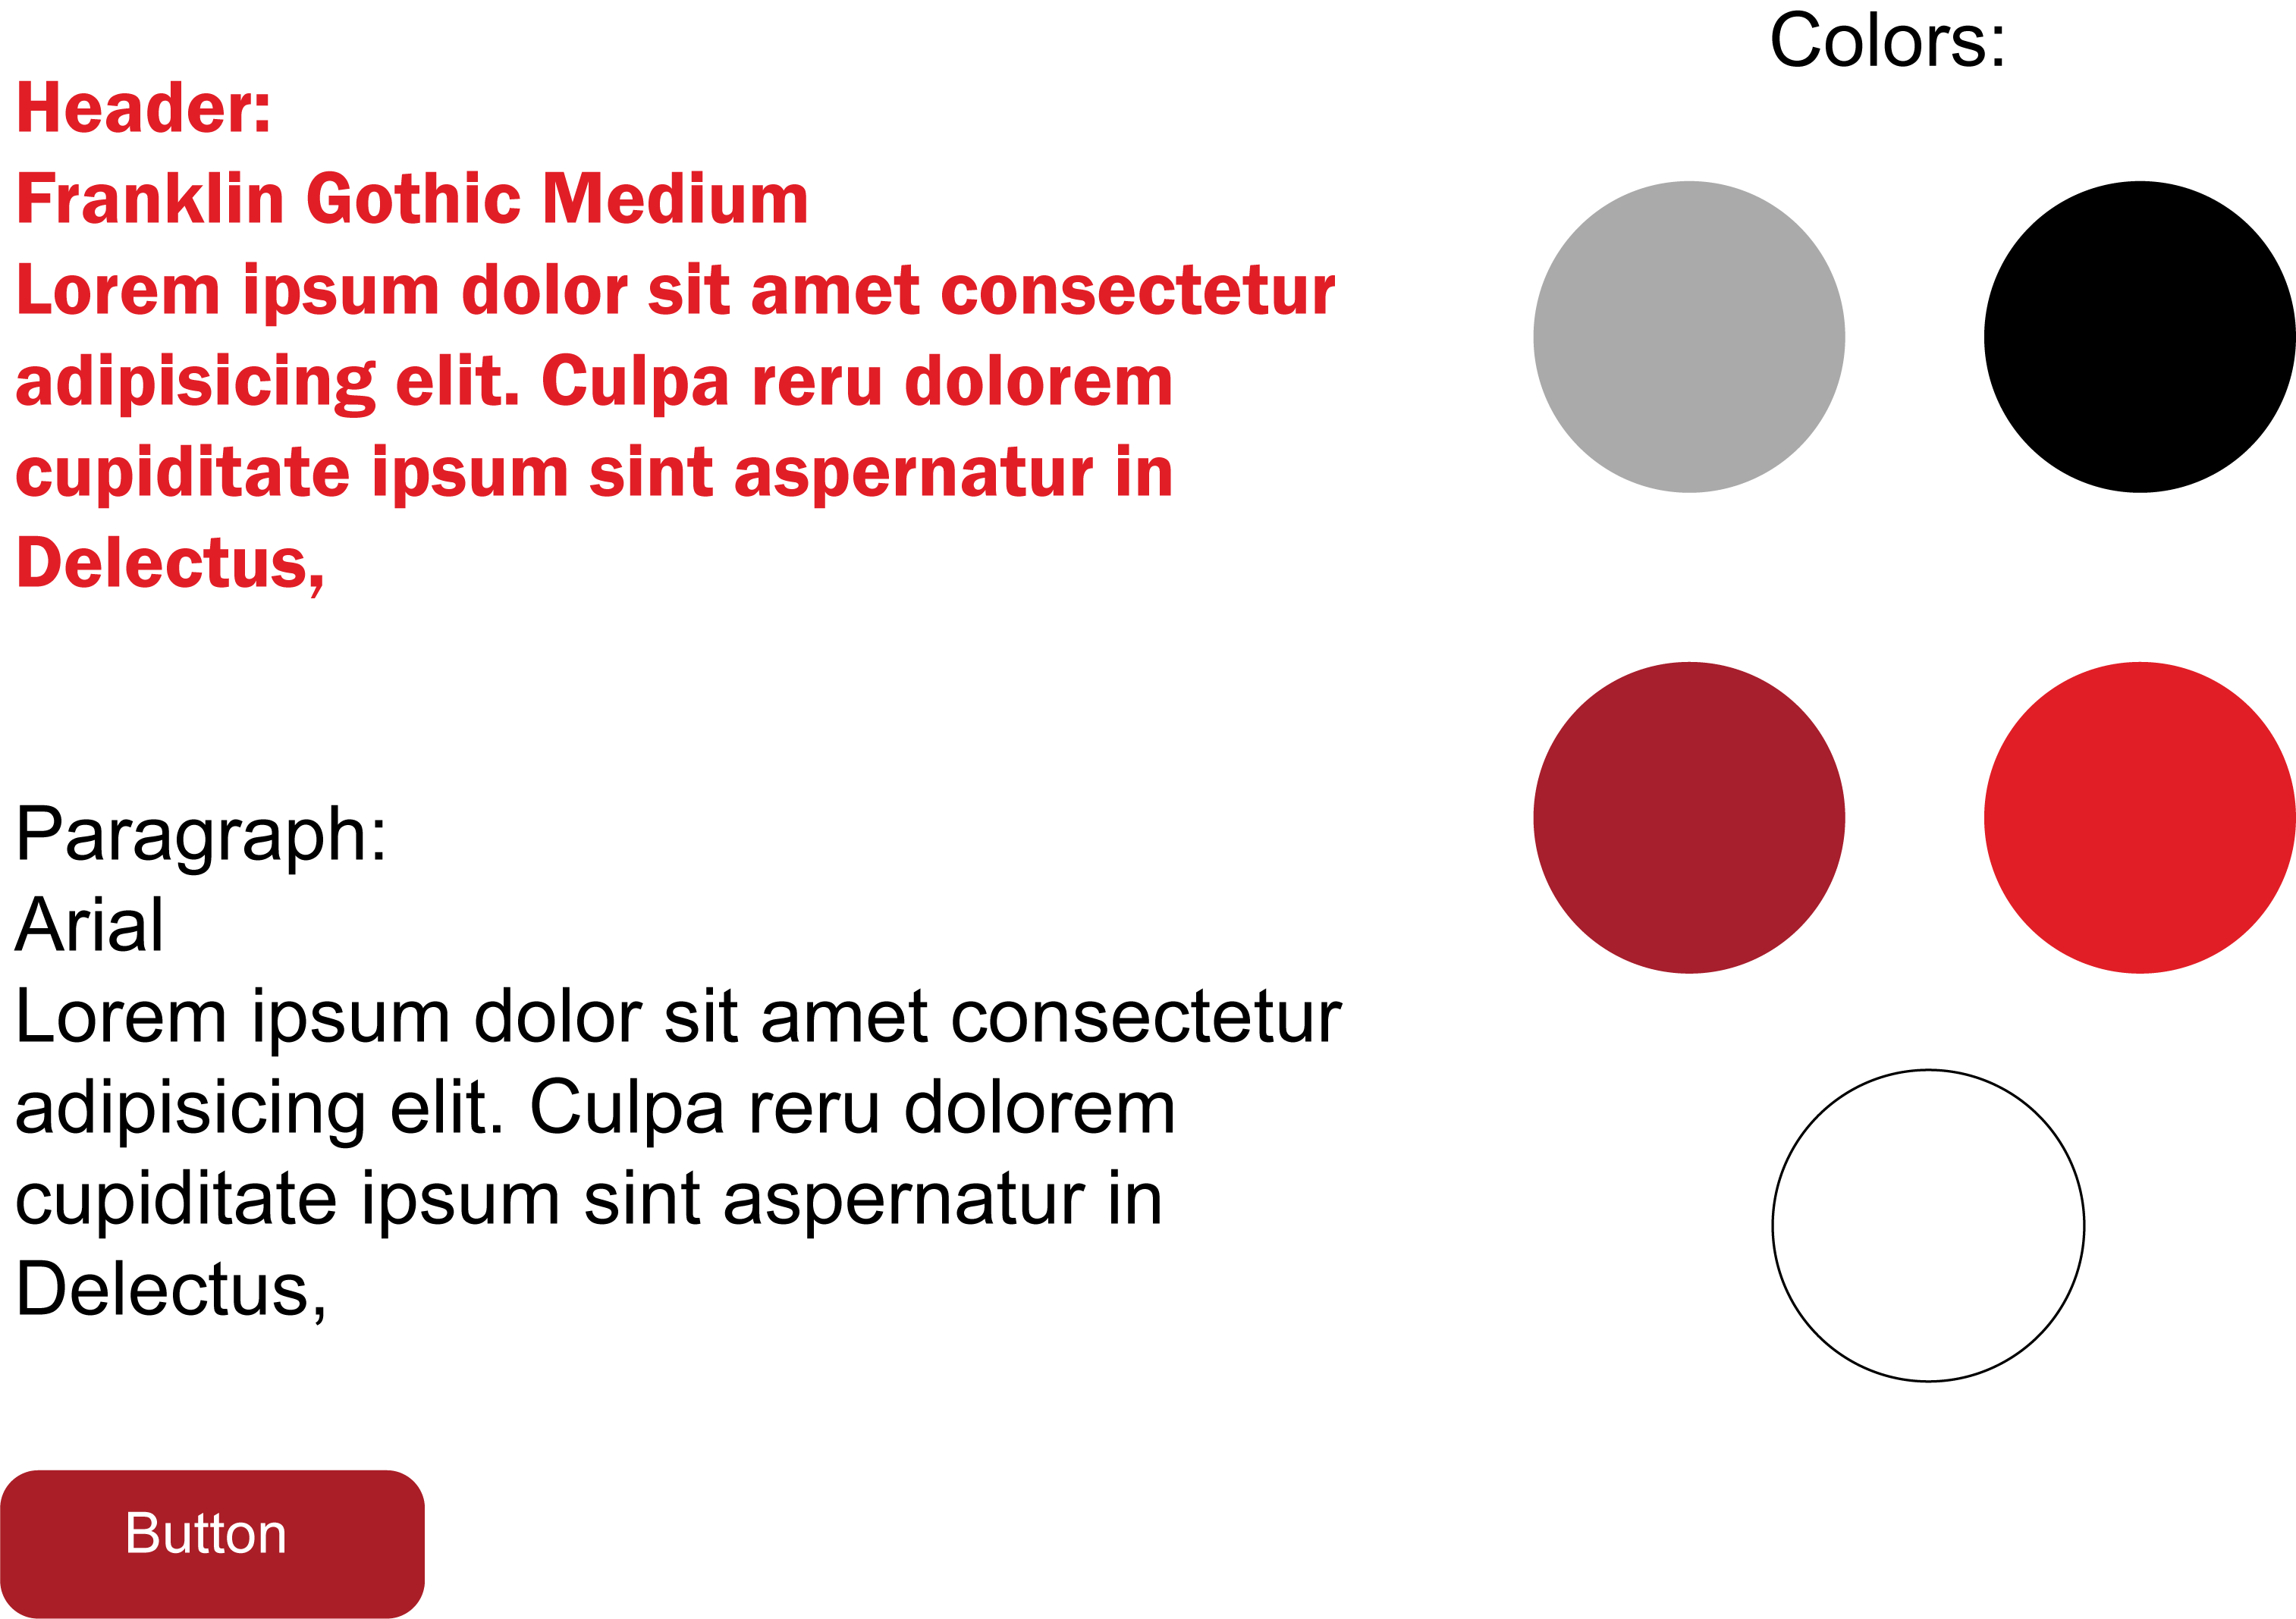 Colors:
Header:
Franklin Gothic Medium
Lorem ipsum dolor sit amet consectetur
adipisicing elit. Culpa reru dolorem
cupiditate ipsum sint aspernatur in
Delectus,
Paragraph:
Arial
Lorem ipsum dolor sit amet consectetur
adipisicing elit. Culpa reru dolorem
cupiditate ipsum sint aspernatur in
Delectus,
Button